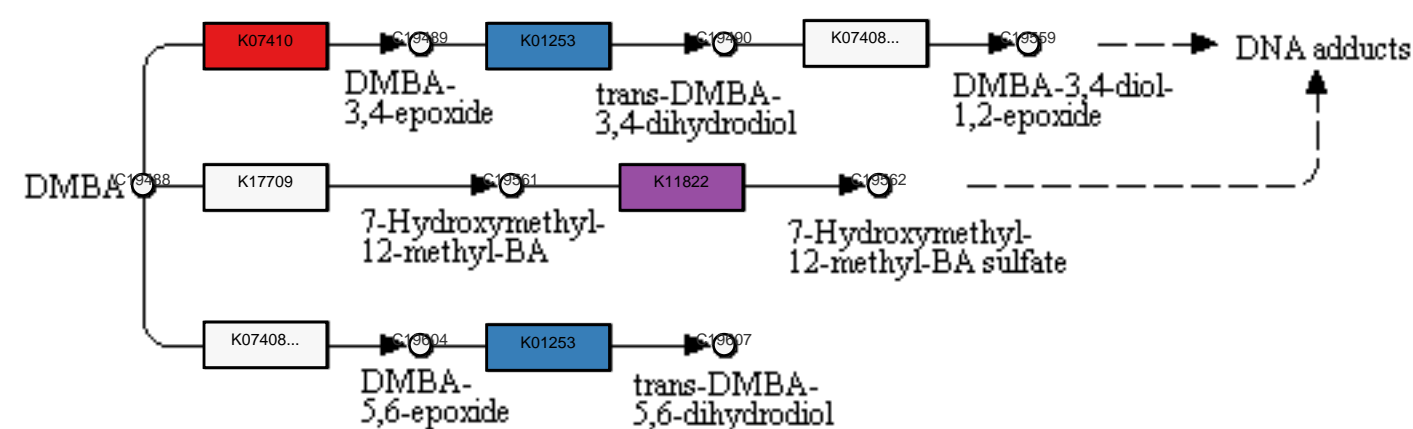 K07410
C19489
K01253
C19490
K07408...
C19559
DNA adducts
DMBA-
3,4-epoxide
trans-DMBA-
3,4-dihydrodiol
DMBA-3,4-diol-
1,2-epoxide
DMBA
C19488
K17709
C19561
K11822
C19562
7-Hydroxymethyl-
12-methyl-BA
7-Hydroxymethyl-
12-methyl-BA sulfate
K07408...
C19604
K01253
C19607
DMBA-
5,6-epoxide
trans-DMBA-
5,6-dihydrodiol